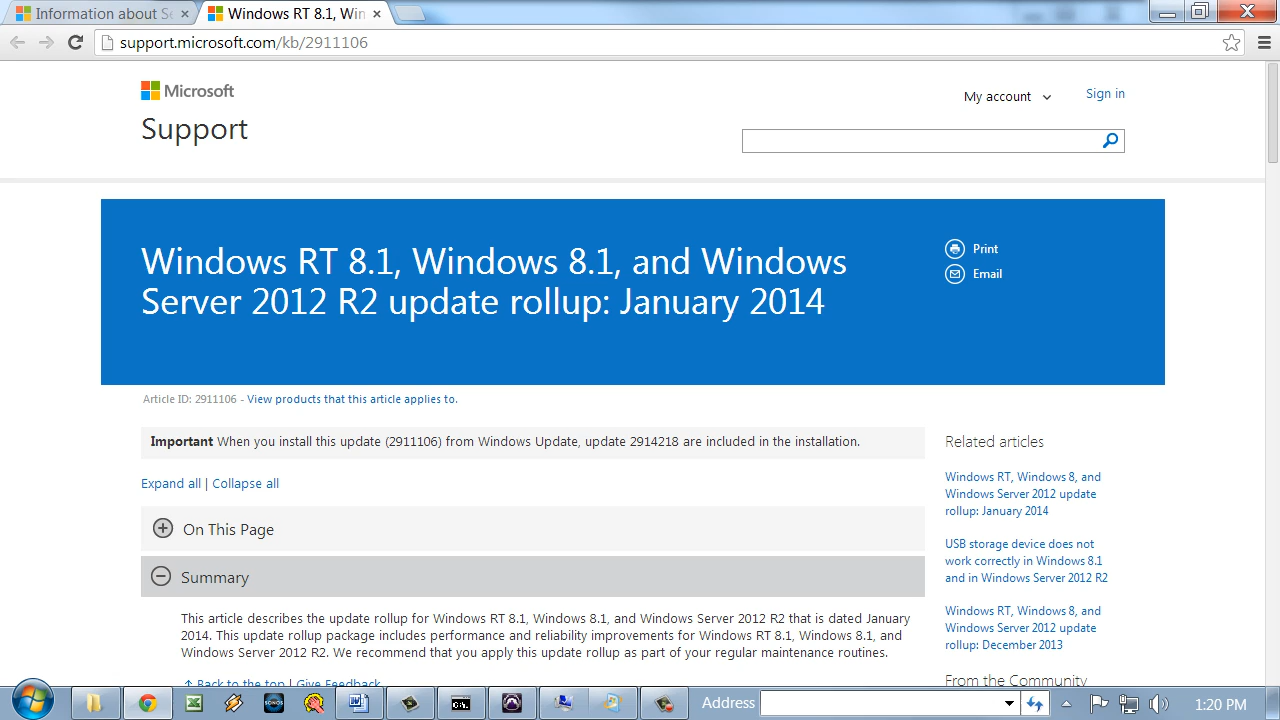 Information about Se
Windows RT 8.1, Win
support.microsoft.com/kb/2911106
Microsoft
My account
Sign in
Support
Windows RT 8.1, Windows 8.1, and Windows
Server 2012 R2 update rollup: January 2014
Print
Email
Article ID: 2911106 - View products that this article applies to.
Important When you install this update (2911106) from Windows Update, update 2914218 are included in the installation.
Expand all | Collapse all
On This Page
Summary
This article describes the update rollup for Windows RT 8.1, Windows 8.1, and Windows Server 2012 R2 that is dated January
2014. This update rollup package includes performance and reliability improvements for Windows RT 8.1, Windows 8.1, and
Windows Server 2012 R2. We recommend that you apply this update rollup as part of your regular maintenance routines.
Back to the top | Give Feedback
Related articles
Windows RT, Windows 8, and
Windows Server 2012 update
rollup: January 2014
USB storage device does not
work correctly in Windows 8.1
and in Windows Server 2012 R2
Windows RT, Windows 8, and
Windows Server 2012 update
rollup: December 2013
From the Community
SONOS
Address
1:20 PM